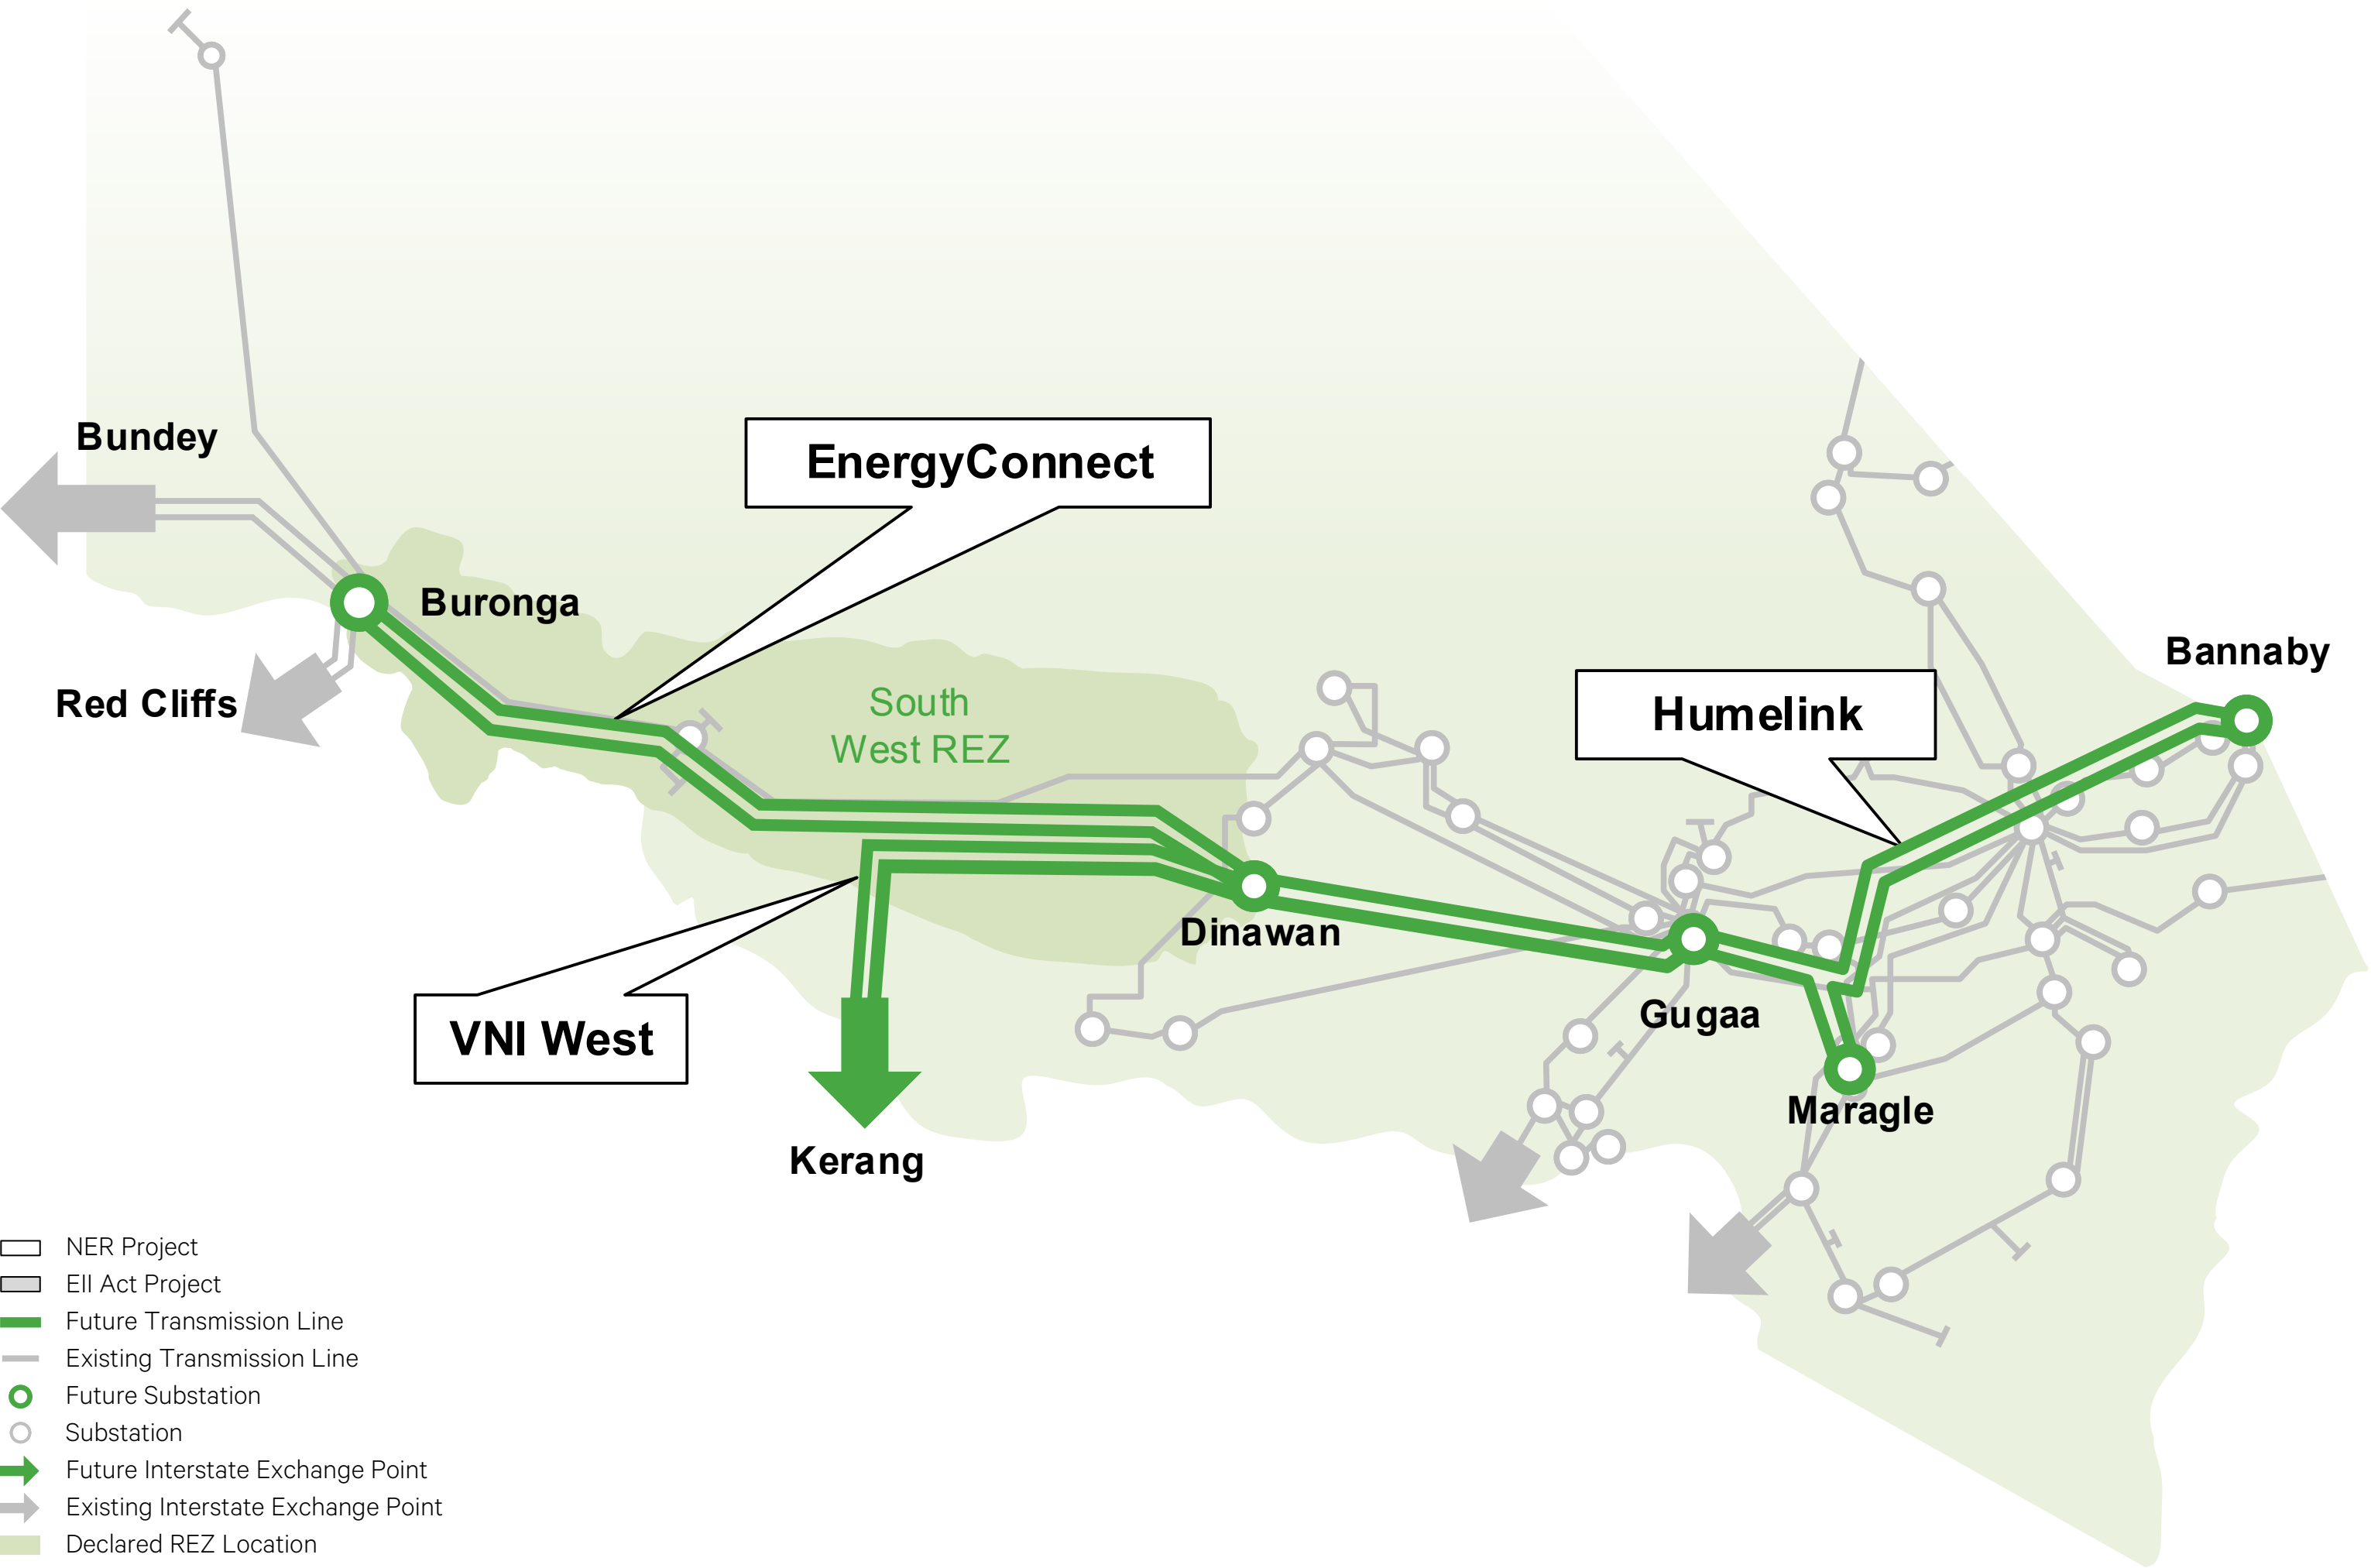 Bundey
EnergyConnect
Buronga
Bannaby
Red Cliffs
South
West REZ
Humelink
Dinawan
Gugaa
VNI West
Maragle
Kerang
NER Project
EII Act Project
Future Transmission Line
Existing Transmission Line
Future Substation
Substation
Future Interstate Exchange Point
Existing Interstate Exchange Point
Declared REZ Location